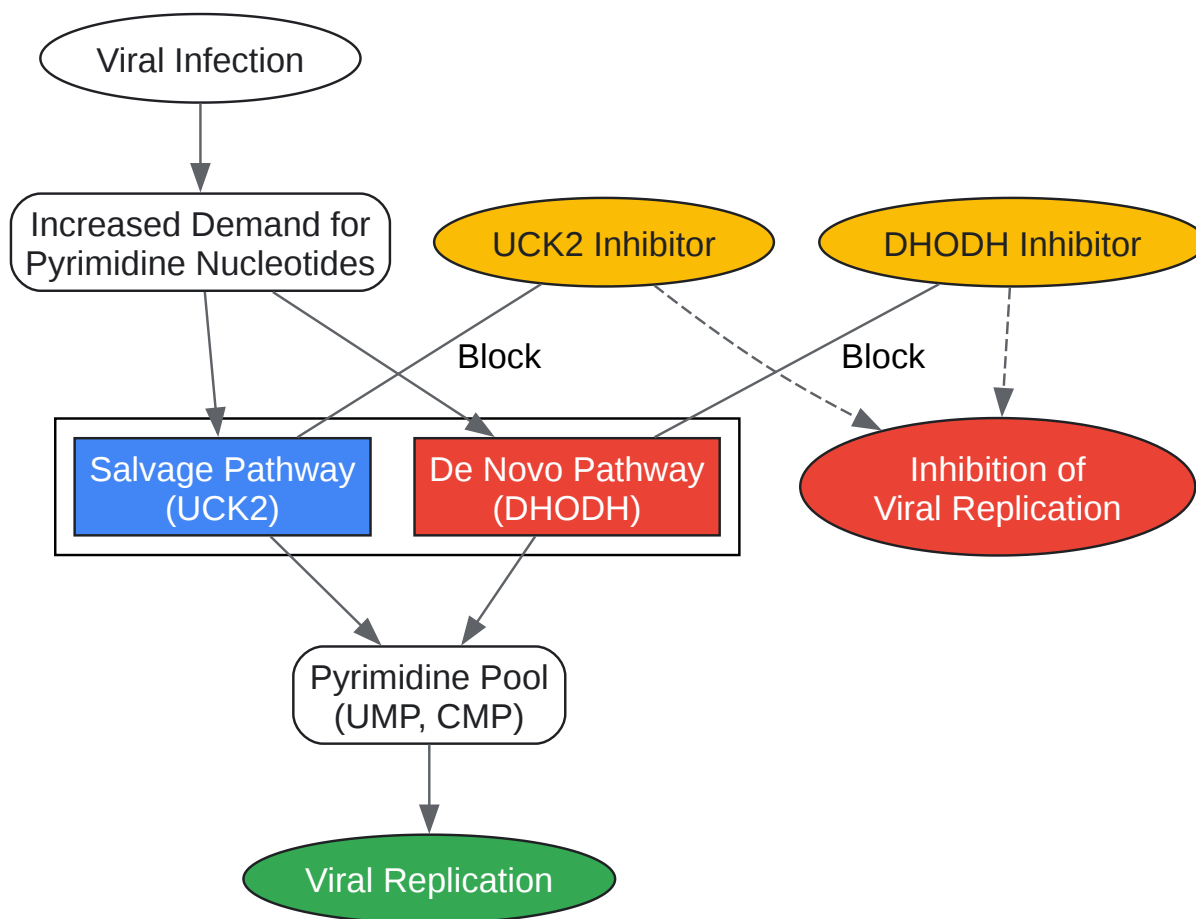 Viral Infection
Increased Demand for
Pyrimidine Nucleotides
UCK2 Inhibitor
DHODH Inhibitor
Block
Block
Salvage Pathway
(UCK2)
De Novo Pathway
(DHODH)
Inhibition of
Viral Replication
Pyrimidine Pool
(UMP, CMP)
Viral Replication